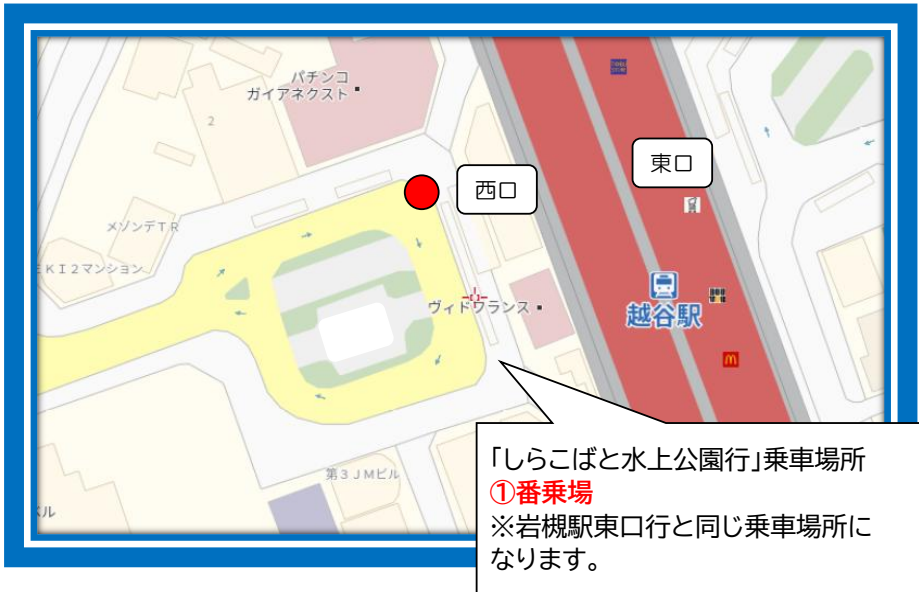 パチンコ
ガイアネクスト
2
東口
西口
メゾンデTR
EKI2マンション
ヴィドワランス
越谷駅
「しらこばと水上公園行」乗車場所
①番乗場
※岩槻駅東口行と同じ乗車場所に
なります。
第3JMビル
ベル